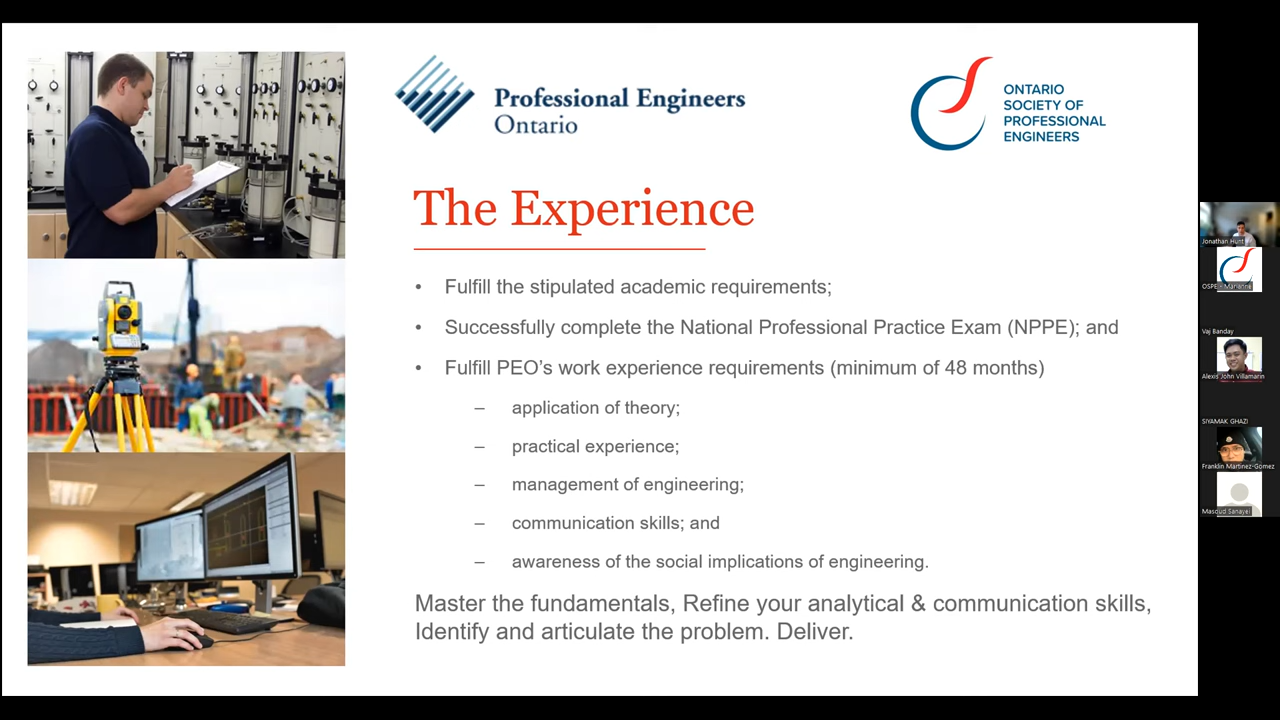 Professional Engineers
Ontario
ONTARIO
SOCIETY OF
PROFESSIONAL
ENGINEERS
The Experience
• Fulfill the stipulated academic requirements;
• Successfully complete the National Professional Practice Exam (NPPE); and
• Fulfill PEO's work experience requirements (minimum of 48 months)
– application of theory;
– practical experience;
– management of engineering;
– communication skills; and
– awareness of the social implications of engineering.
Master the fundamentals, Refine your analytical & communication skills,
Identify and articulate the problem. Deliver.
Jonathan Hunt
OSPE - Marianne
Vaj Banday
Alexis John Villamarin
SIYAMAK GHAZI
Franklin Martinez-Gomez
Masoud Sanayei